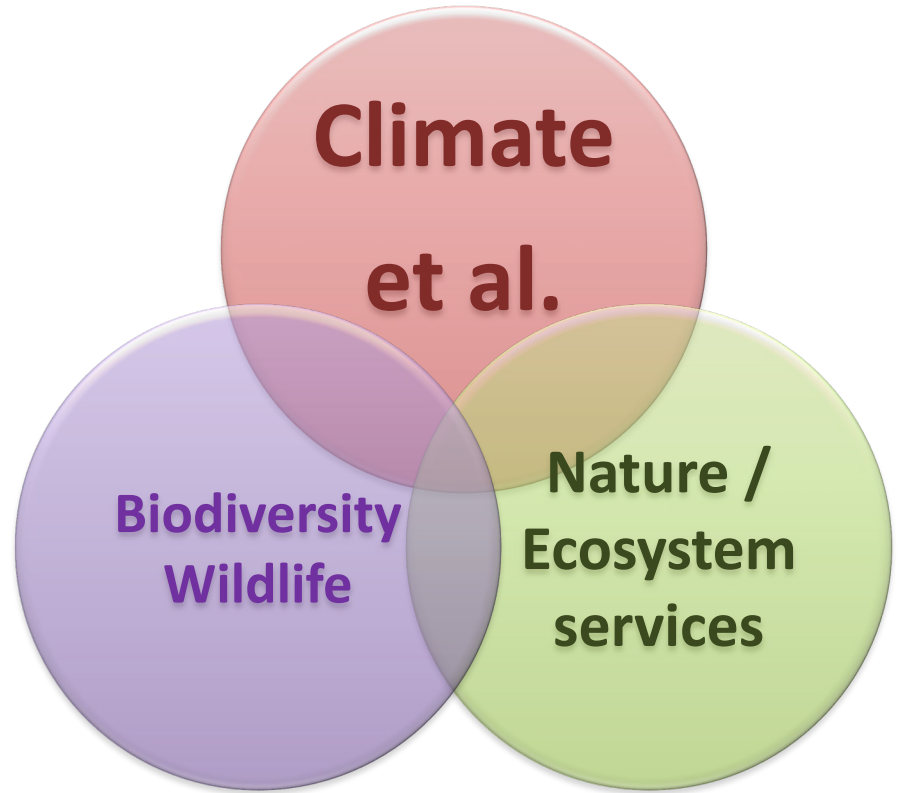 Climate
et al.
Biodiversity
Wildlife
Nature /
Ecosystem
services